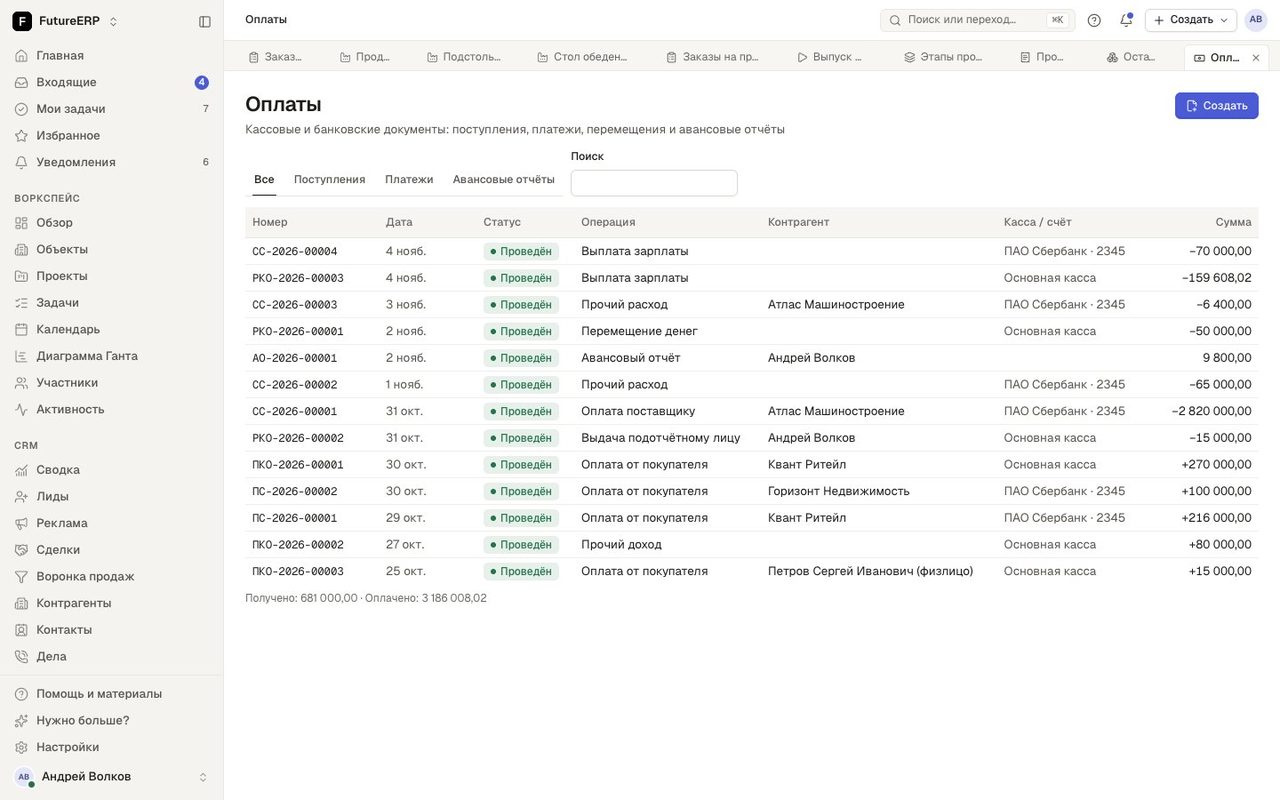 F FutureERP
Главная
Входящие 4
Мои задачи 7
Избранное
Уведомления 6
ВОРКСПЕЙС
Обзор
Объекты
Проекты
Задачи
Календарь
Диаграмма Ганта
Участники
Активность
CRM
Сводка
Лиды
Реклама
Сделки
Воронка продаж
Контрагенты
Контакты
Дела
Помощь и материалы
Нужно больше?
Настройки
АВ Андрей Волков
Оплаты
Поиск или переход… ⌘K
Создать
АВ
Заказ… Прод… Подстоль… Стол обеден… Заказы на пр… Выпуск … Этапы про… Про… Оста… Опл…
Оплаты
Создать
Кассовые и банковские документы: поступления, платежи, перемещения и авансовые отчёты
Поиск
Все Поступления Платежи Авансовые отчёты
Номер Дата Статус Операция Контрагент Касса / счёт Сумма
СС-2026-00004 4 нояб. Проведён Выплата зарплаты ПАО Сбербанк · 2345 −70 000,00
РКО-2026-00003 4 нояб. Проведён Выплата зарплаты Основная касса −159 608,02
СС-2026-00003 3 нояб. Проведён Прочий расход Атлас Машиностроение ПАО Сбербанк · 2345 −6 400,00
РКО-2026-00001 2 нояб. Проведён Перемещение денег Основная касса −50 000,00
АО-2026-00001 2 нояб. Проведён Авансовый отчёт Андрей Волков 9 800,00
СС-2026-00002 1 нояб. Проведён Прочий расход ПАО Сбербанк · 2345 −65 000,00
СС-2026-00001 31 окт. Проведён Оплата поставщику Атлас Машиностроение ПАО Сбербанк · 2345 −2 820 000,00
РКО-2026-00002 31 окт. Проведён Выдача подотчётному лицу Андрей Волков Основная касса −15 000,00
ПКО-2026-00001 30 окт. Проведён Оплата от покупателя Квант Ритейл Основная касса +270 000,00
ПС-2026-00002 30 окт. Проведён Оплата от покупателя Горизонт Недвижимость ПАО Сбербанк · 2345 +100 000,00
ПС-2026-00001 29 окт. Проведён Оплата от покупателя Квант Ритейл ПАО Сбербанк · 2345 +216 000,00
ПКО-2026-00002 27 окт. Проведён Прочий доход Основная касса +80 000,00
ПКО-2026-00003 25 окт. Проведён Оплата от покупателя Петров Сергей Иванович (физлицо) Основная касса +15 000,00
Получено: 681 000,00 · Оплачено: 3 186 008,02